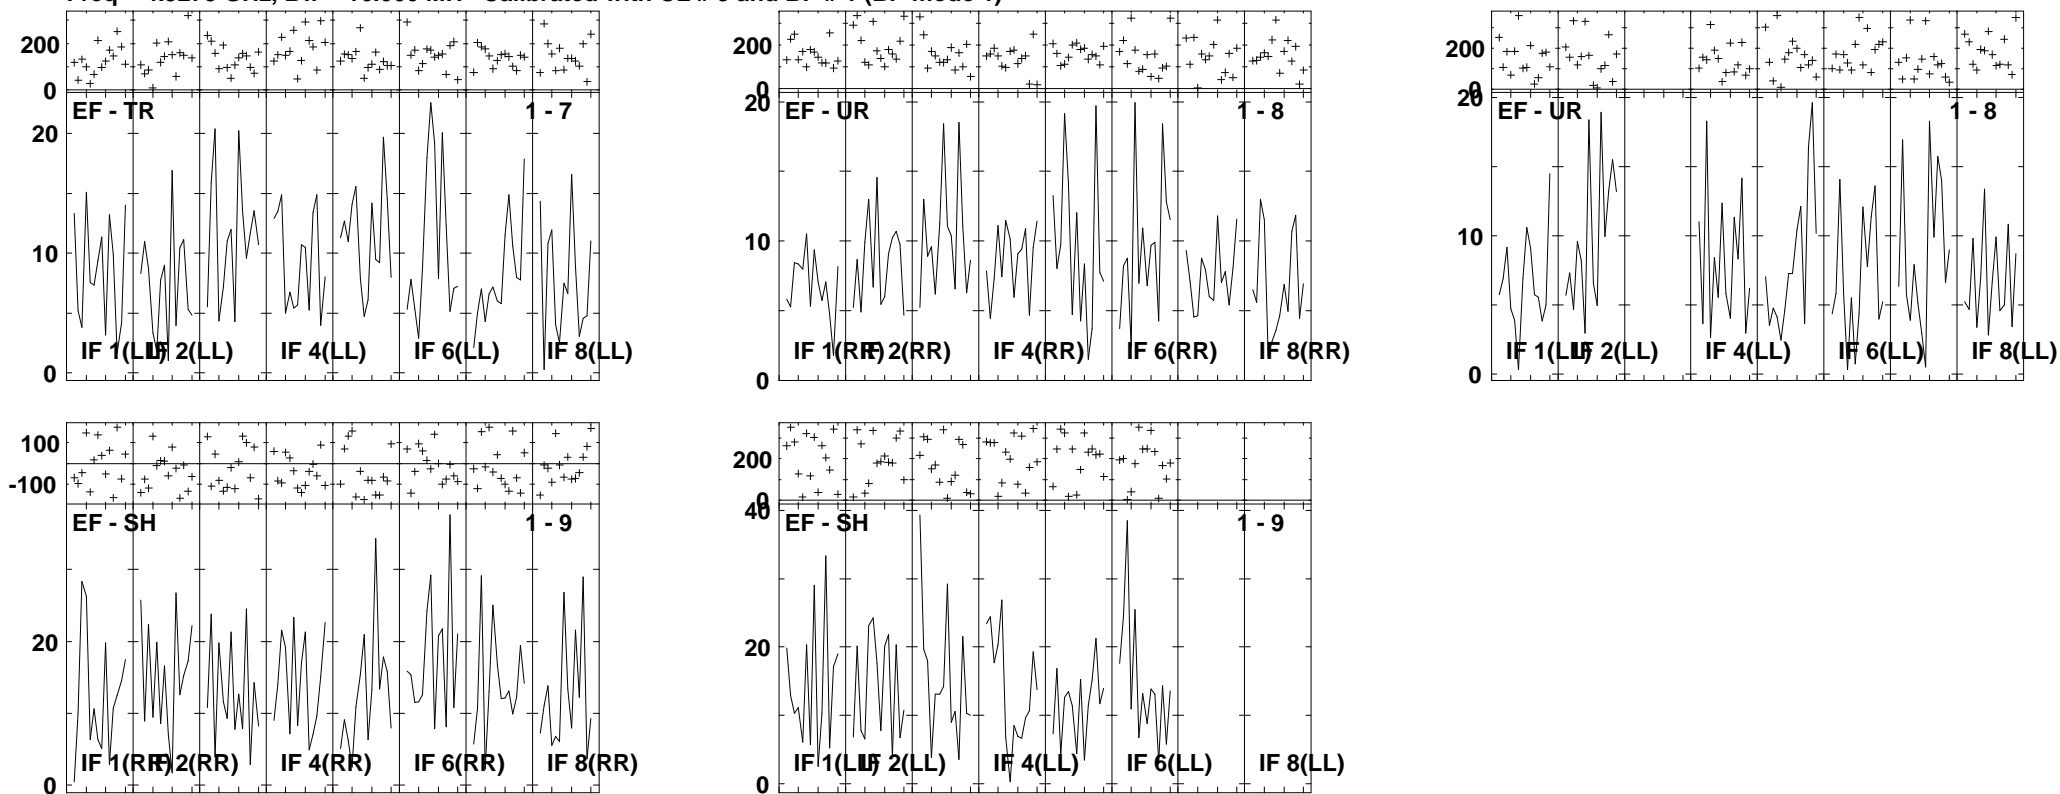 200
0
EF - TR
1 - 7
20
10
0
IF 1(LL)
IF 2(LL)
IF 4(LL)
IF 6(LL)
IF 8(LL)
200
0
20
EF - UR
1 - 8
10
0
IF 1(RR)
IF 2(RR)
IF 4(RR)
IF 6(RR)
IF 8(RR)
200
0
20
EF - UR
1 - 8
10
0
IF 1(LL)
IF 2(LL)
IF 4(LL)
IF 6(LL)
IF 8(LL)
100
-100
EF - SH
1 - 9
20
0
IF 1(RR)
IF 2(RR)
IF 4(RR)
IF 6(RR)
IF 8(RR)
200
0
40
EF - SH
1 - 9
20
0
IF 1(LL)
IF 2(LL)
IF 4(LL)
IF 6(LL)
IF 8(LL)